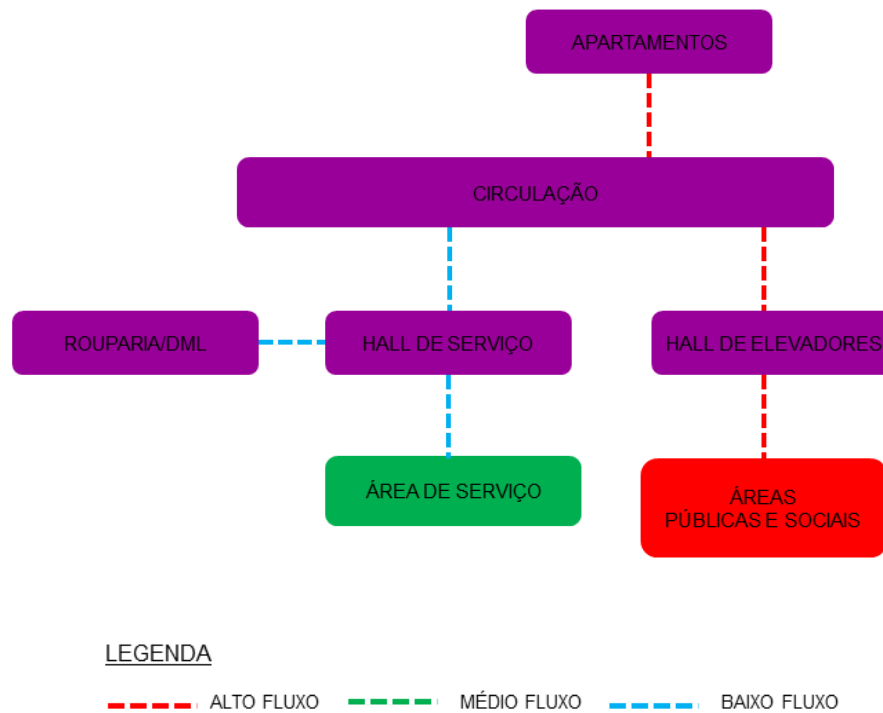 APARTAMENTOS
CIRCULAÇÃO
ROUPARIA/DML
HALL DE SERVIÇO
HALL DE ELEVADORES
ÁREA DE SERVIÇO
ÁREAS
PÚBLICAS E SOCIAIS
LEGENDA
ALTO FLUXO
MÉDIO FLUXO
BAIXO FLUXO